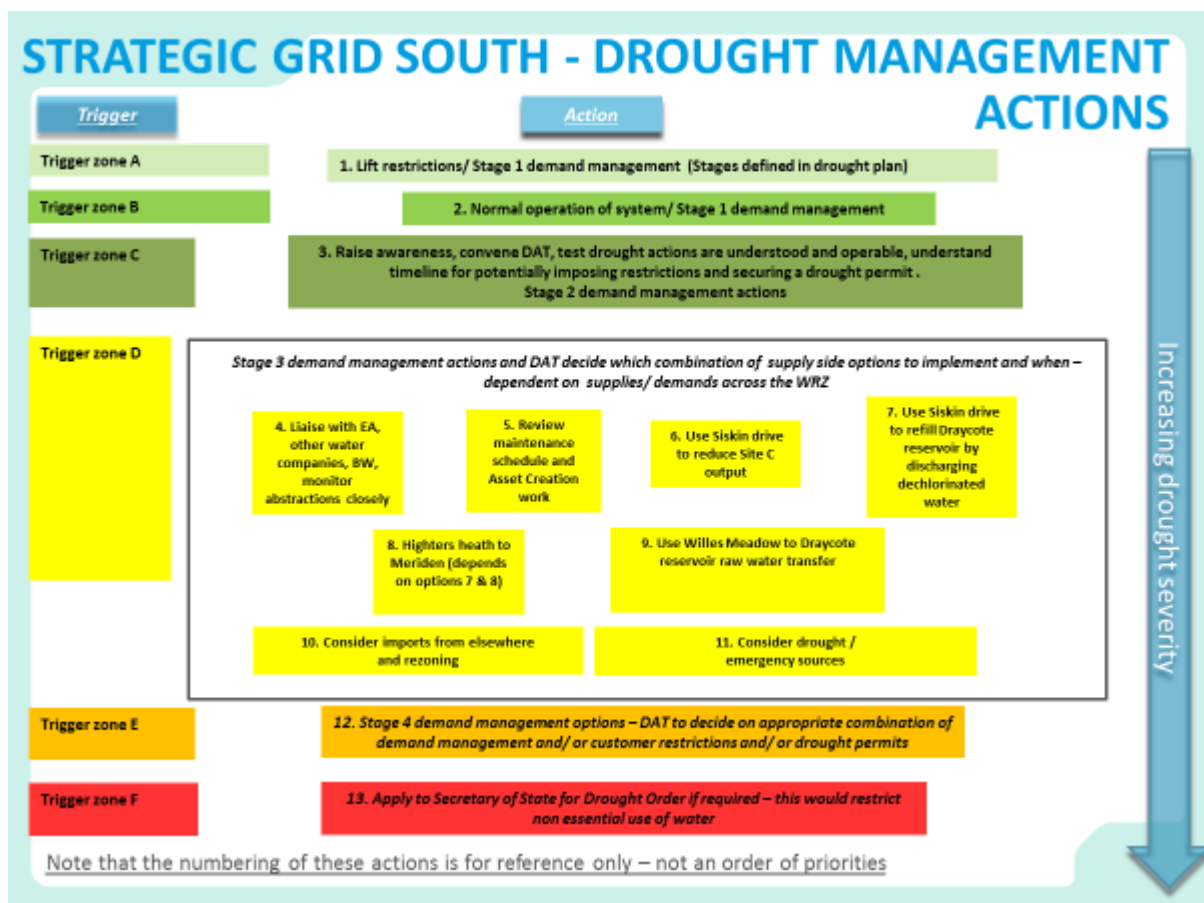 STRATEGIC GRID SOUTH - DROUGHT MANAGEMENT
ACTIONS
Trigger
Action
Trigger zone A
1. Lift restrictions/ Stage 1 demand management (Stages defined in drought plan)
Trigger zone B
2. Normal operation of system/ Stage 1 demand management
Trigger zone C
3. Raise awareness, convene DAT, test drought actions are understood and operable, understand
timeline for potentially imposing restrictions and securing a drought permit .
Stage 2 demand management actions
Trigger zone D
Stage 3 demand management actions and DAT decide which combination of supply side options to implement and when –
dependent on supplies/ demands across the WRZ
4. Liaise with EA,
other water
companies, BW,
monitor
abstractions closely
5. Review
maintenance
schedule and
Asset Creation
work
6. Use Siskin drive
to reduce Site C
output
7. Use Siskin drive
to refill Draycote
reservoir by
discharging
dechlorinated
water
8. Highters heath to
Meriden (depends
on options 7 & 8)
9. Use Willes Meadow to Draycote
reservoir raw water transfer
10. Consider imports from elsewhere
and rezoning
11. Consider drought /
emergency sources
Trigger zone E
12. Stage 4 demand management options – DAT to decide on appropriate combination of
demand management and/ or customer restrictions and/ or drought permits
Trigger zone F
13. Apply to Secretary of State for Drought Order if required – this would restrict
non essential use of water
Increasing drought severity
Note that the numbering of these actions is for reference only – not an order of priorities